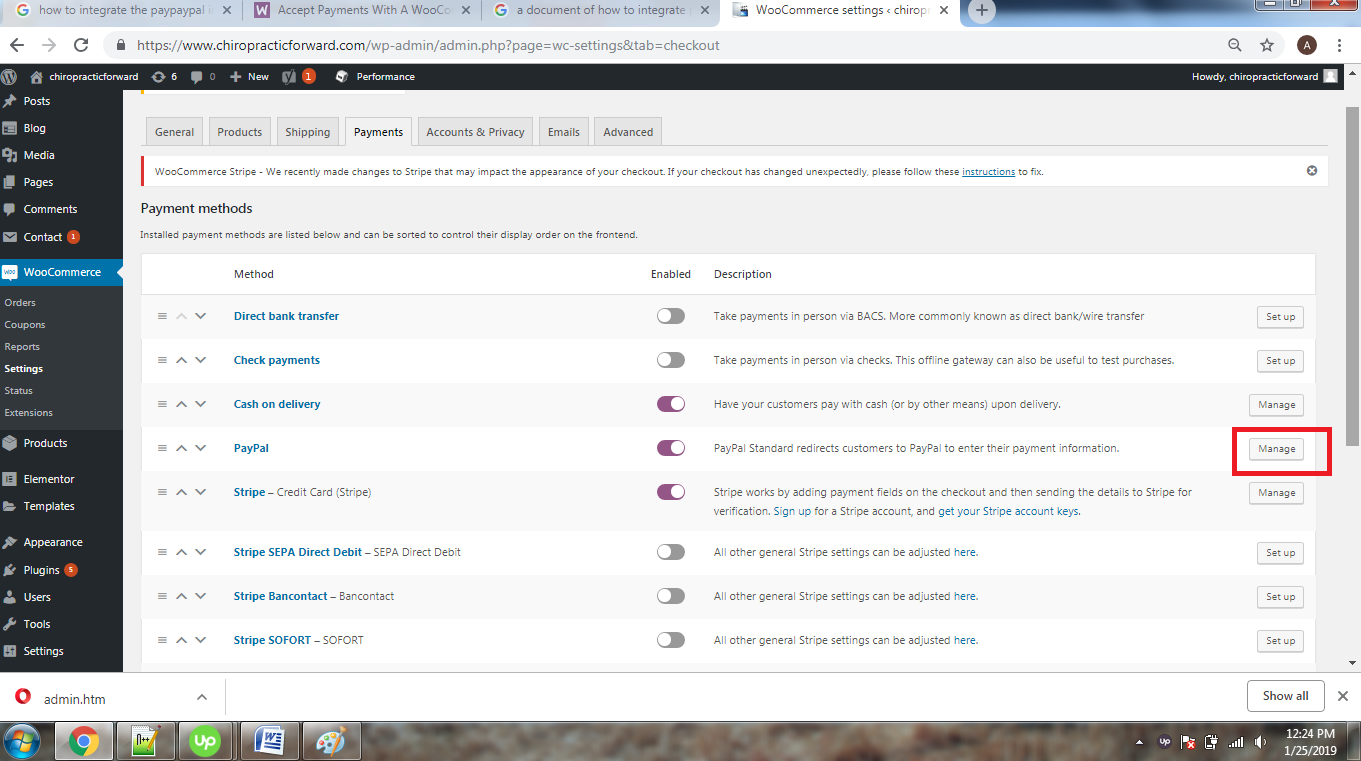 how to integrate the paypaypal i
Accept Payments With A WooCo
a document of how to integrate
WooCommerce settings ‹ chirop
https://www.chiropracticforward.com/wp-admin/admin.php?page=wc-settings&tab=checkout
A
chiropracticforward 6 0 New 1 Performance
Howdy, chiropracticforward
Posts
Blog
Media
Pages
Comments
Contact 1
WooCommerce
Orders
Coupons
Reports
Settings
Status
Extensions
Products
Elementor
Templates
Appearance
Plugins 5
Users
Tools
Settings
General Products Shipping Payments Accounts & Privacy Emails Advanced
WooCommerce Stripe - We recently made changes to Stripe that may impact the appearance of your checkout. If your checkout has changed unexpectedly, please follow these instructions to fix.
Payment methods
Installed payment methods are listed below and can be sorted to control their display order on the frontend.
Method Enabled Description
Direct bank transfer Take payments in person via BACS. More commonly known as direct bank/wire transfer Set up
Check payments Take payments in person via checks. This offline gateway can also be useful to test purchases. Set up
Cash on delivery Have your customers pay with cash (or by other means) upon delivery. Manage
PayPal PayPal Standard redirects customers to PayPal to enter their payment information. Manage
Stripe – Credit Card (Stripe) Stripe works by adding payment fields on the checkout and then sending the details to Stripe for Manage
verification. Sign up for a Stripe account, and get your Stripe account keys.
Stripe SEPA Direct Debit – SEPA Direct Debit All other general Stripe settings can be adjusted here. Set up
Stripe Bancontact – Bancontact All other general Stripe settings can be adjusted here. Set up
Stripe SOFORT – SOFORT All other general Stripe settings can be adjusted here. Set up
admin.htm
Show all
12:24 PM
1/25/2019